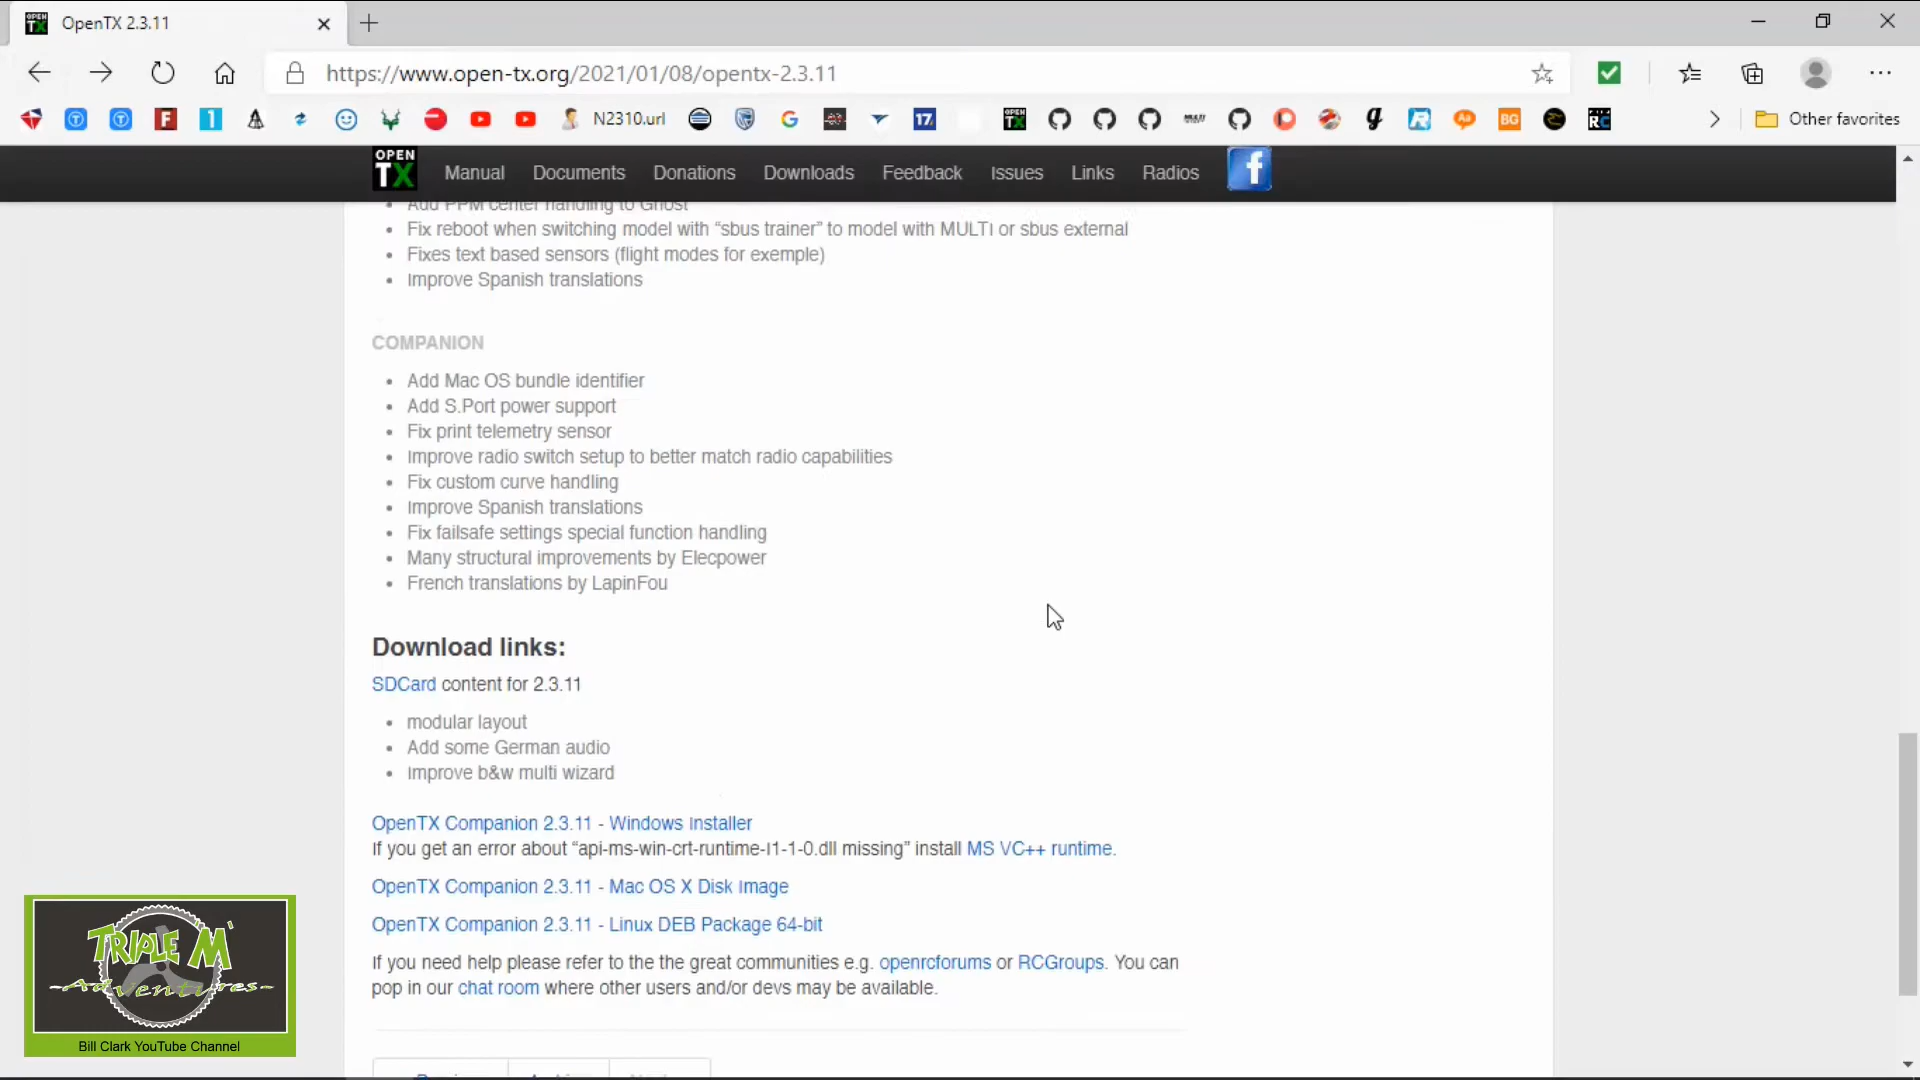 OpenTX 2.3.11
https://www.open-tx.org/2021/01/08/opentx-2.3.11
N2310.url
Other favorites
OPEN TX
Manual Documents Donations Downloads Feedback Issues Links Radios
Add PPM center handling to Ghost
Fix reboot when switching model with “sbus trainer” to model with MULTI or sbus external
Fixes text based sensors (flight modes for exemple)
Improve Spanish translations
COMPANION
Add Mac OS bundle identifier
Add S.Port power support
Fix print telemetry sensor
Improve radio switch setup to better match radio capabilities
Fix custom curve handling
Improve Spanish translations
Fix failsafe settings special function handling
Many structural improvements by Elecpower
French translations by LapinFou
Download links:
SDCard content for 2.3.11
modular layout
Add some German audio
Improve b&w multi wizard
OpenTX Companion 2.3.11 - Windows Installer
If you get an error about “api-ms-win-crt-runtime-l1-1-0.dll missing” install MS VC++ runtime.
OpenTX Companion 2.3.11 - Mac OS X Disk Image
OpenTX Companion 2.3.11 - Linux DEB Package 64-bit
If you need help please refer to the the great communities e.g. openrcforums or RCGroups. You can
pop in our chat room where other users and/or devs may be available.
TRIPLE M
-Adventures-
Bill Clark YouTube Channel